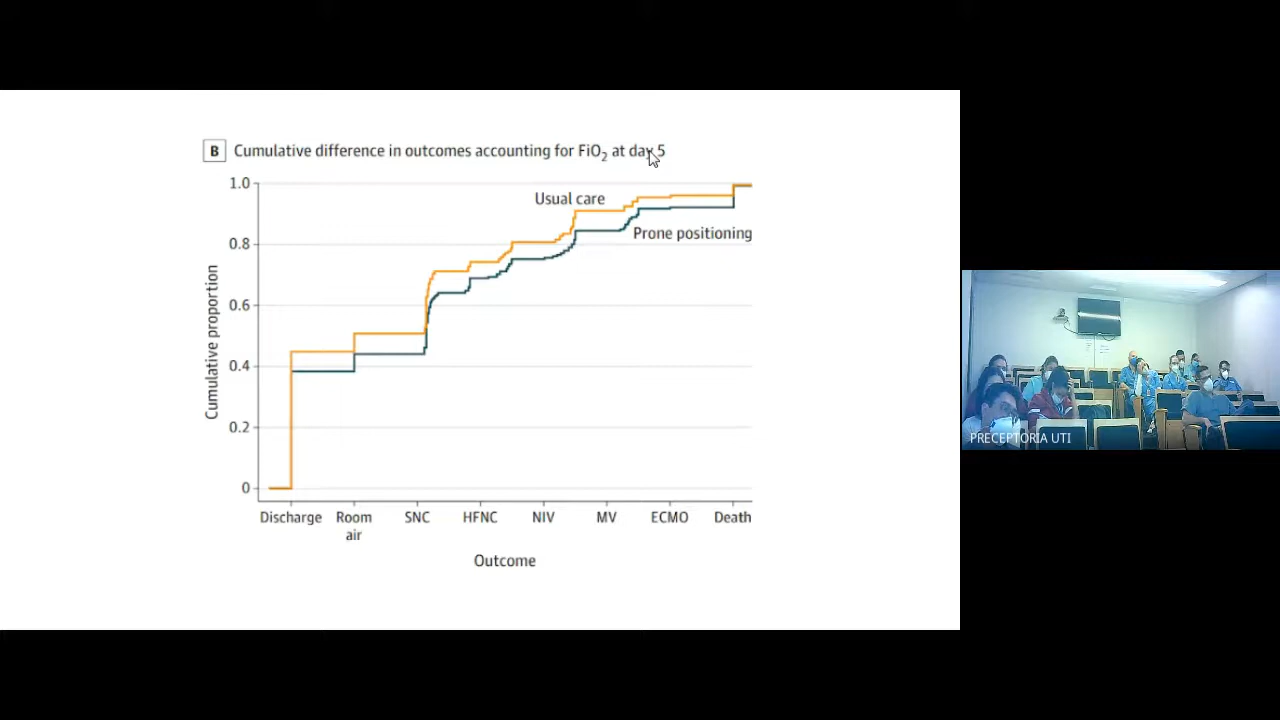 B Cumulative difference in outcomes accounting for FiO2 at day 5
1.0
0.8
0.6
0.4
0.2
0
Cumulative proportion
Usual care
Prone positioning
Discharge Room air SNC HFNC NIV MV ECMO Death
Outcome
PRECEPTORIA UTI